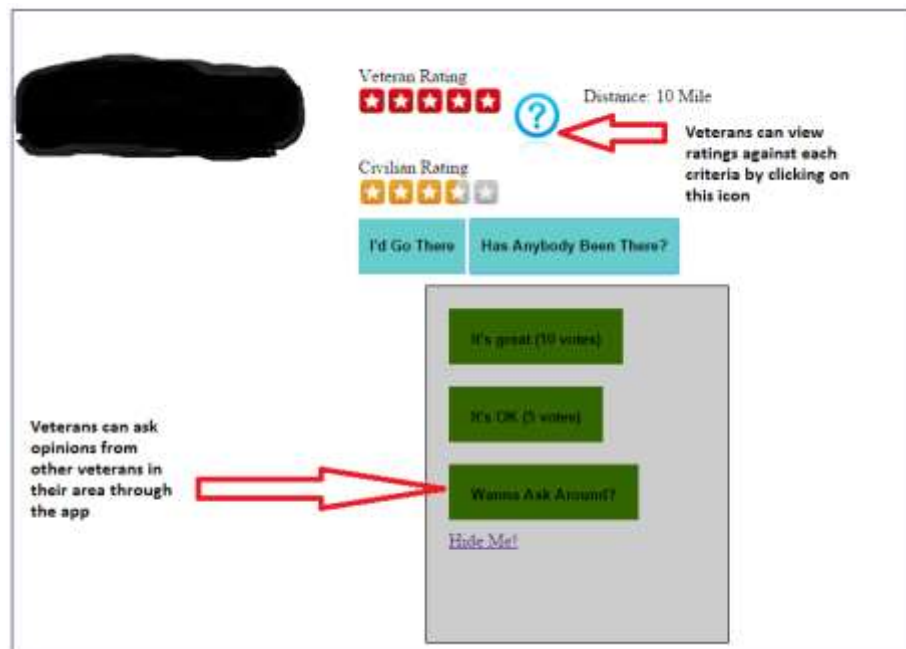 Veteran Rating
Distance: 10 Mile
Veterans can view
ratings against each
criteria by clicking on
this icon
Civilian Rating
I'd Go There
Has Anybody Been There?
It's great (10 votes)
It's OK (5 votes)
Veterans can ask
opinions from
other veterans in
their area through
the app
Wanna Ask Around?
Hide Me!